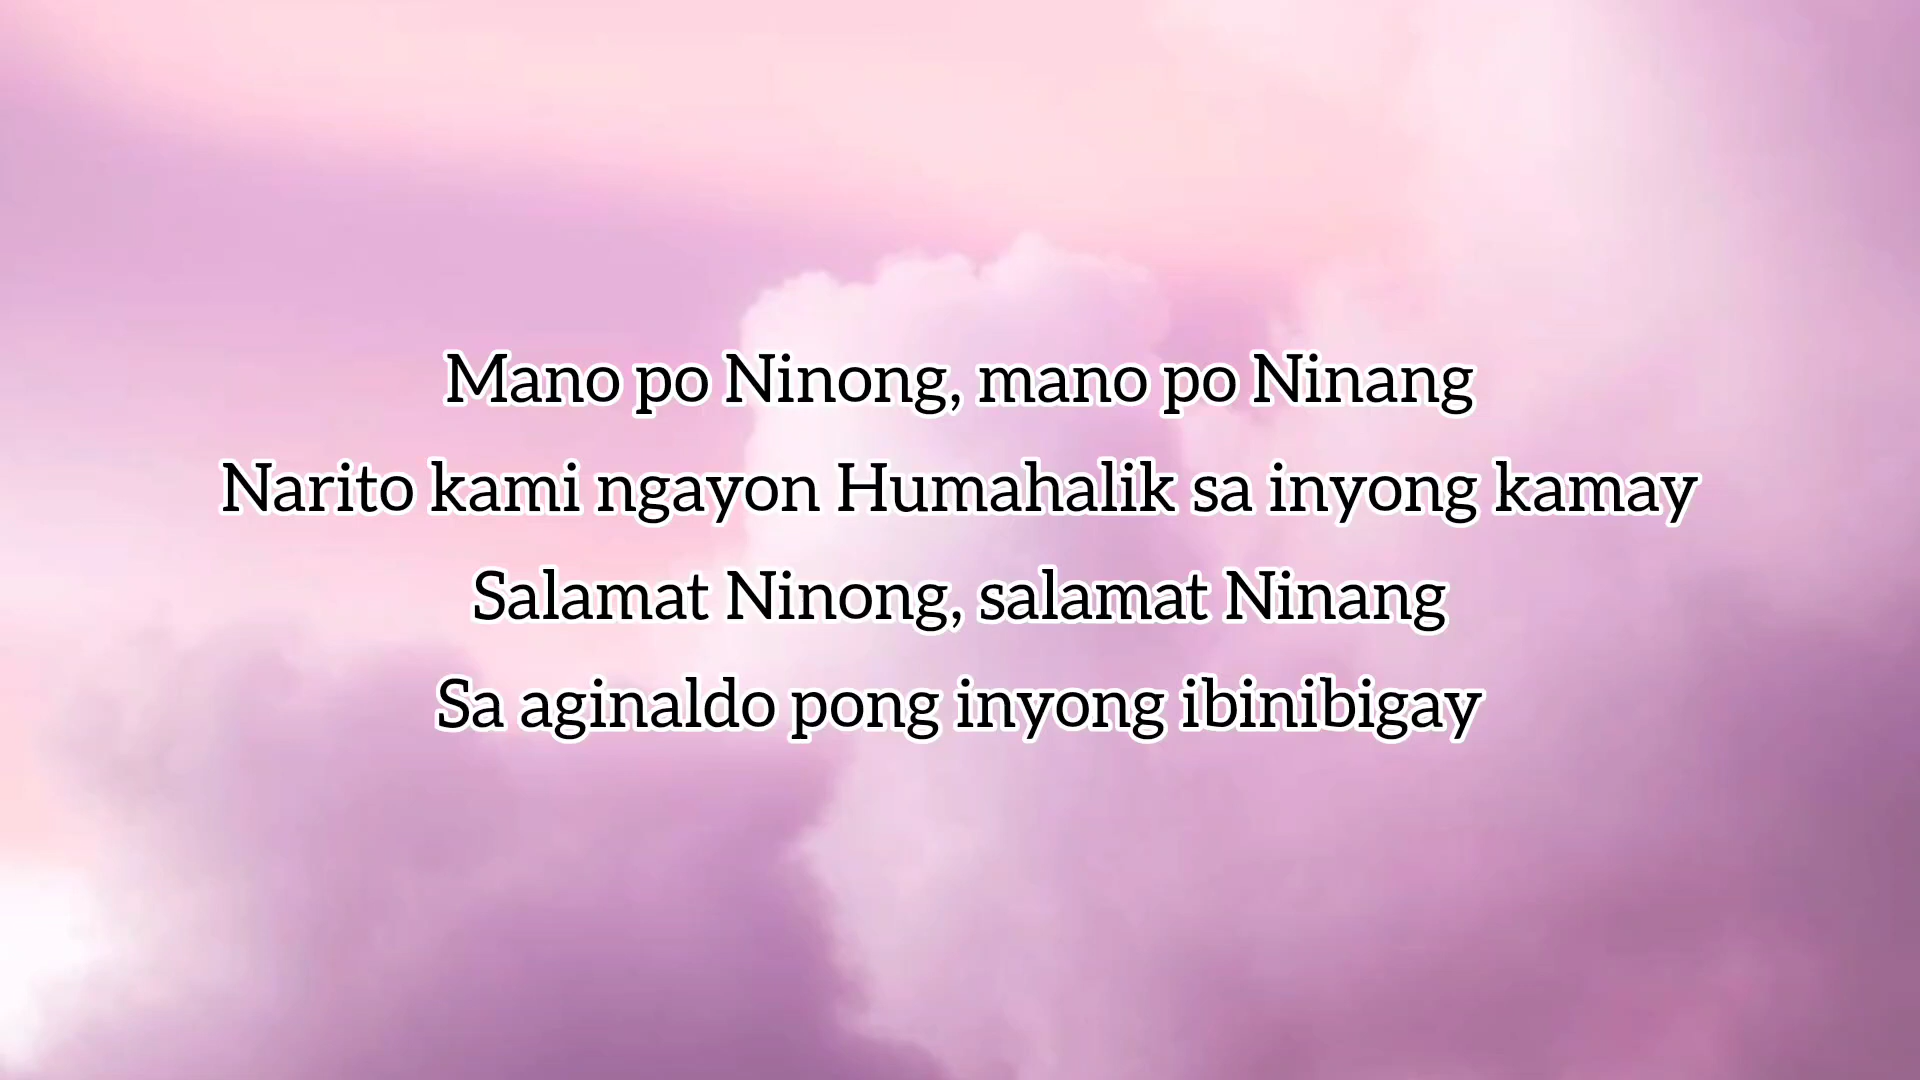 Mano po Ninong, mano po Ninang
Narito kami ngayon Humahalik sa inyong kamay
Salamat Ninong, salamat Ninang
Sa aginaldo pong inyong ibinibigay